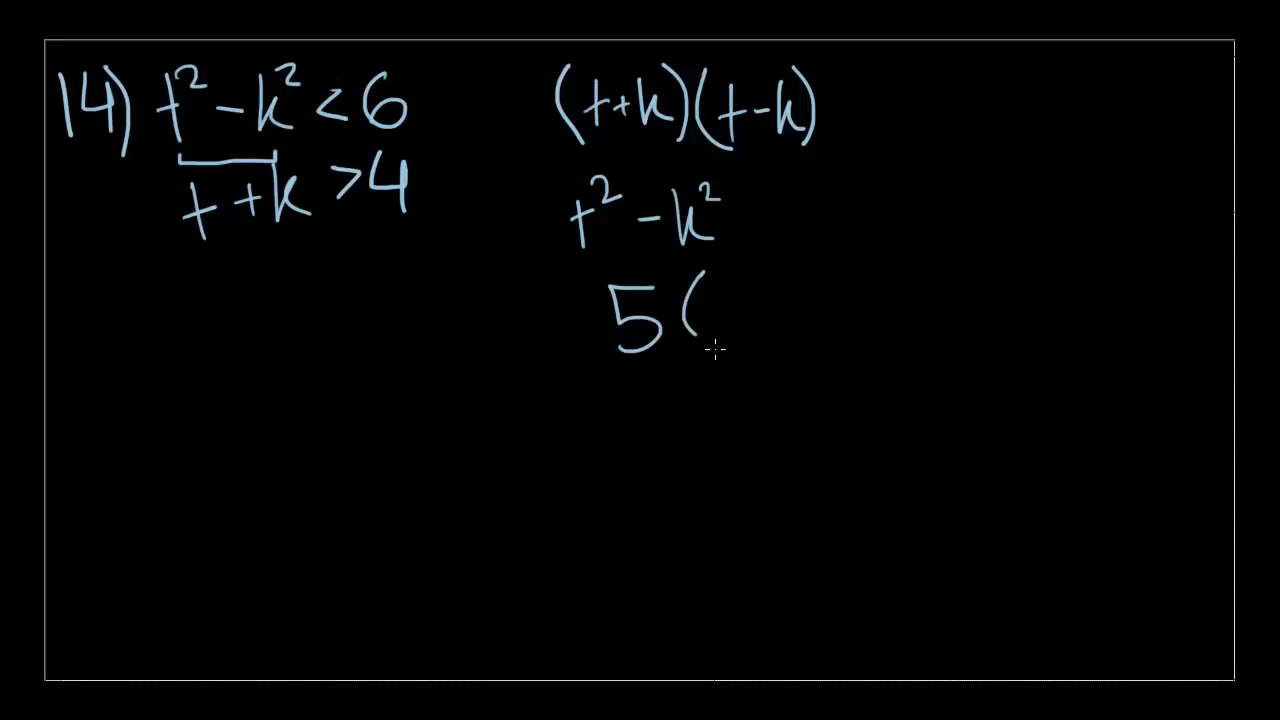 14) t² - k² < 6
t + k > 4
(t+k)(t-k)
t² - k²
5 (